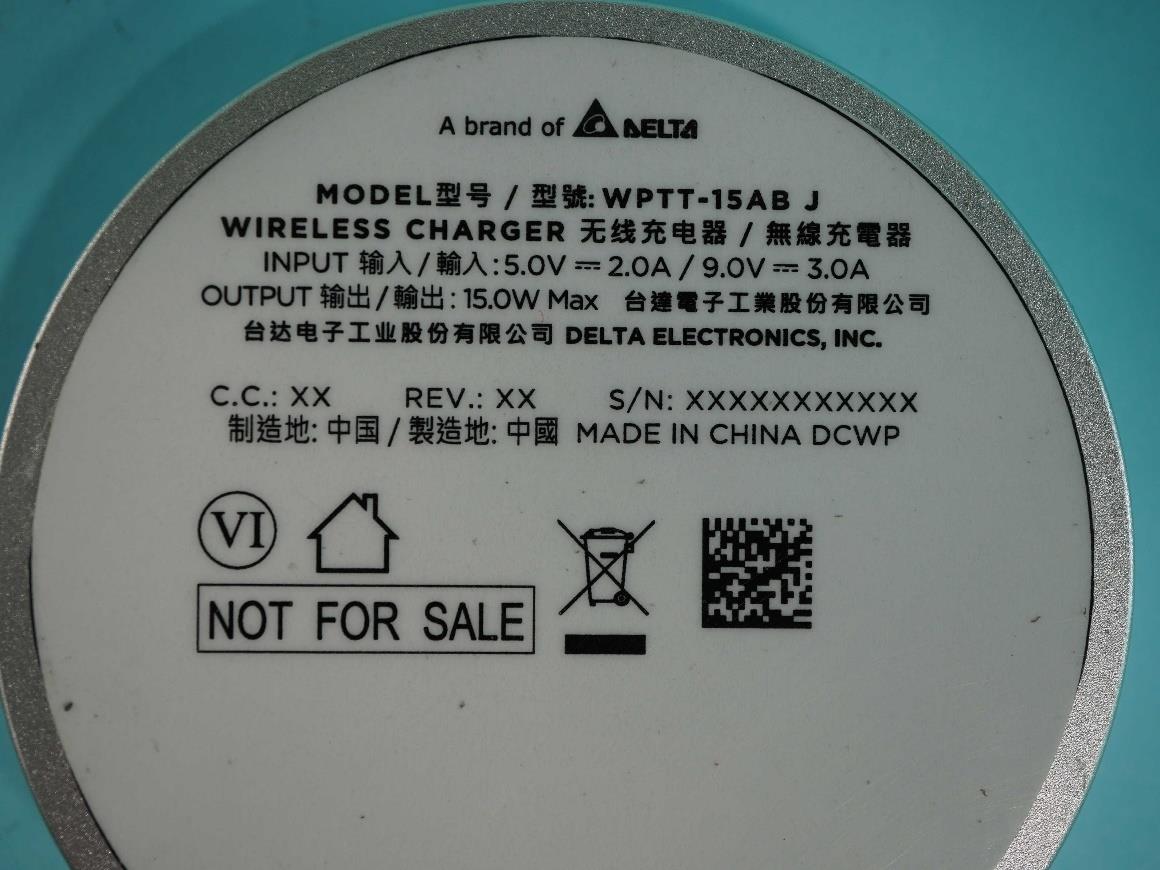 A brand of DELTA
MODEL型号 / 型號: WPTT-15AB J
WIRELESS CHARGER 无线充电器 / 無線充電器
INPUT 输入 / 輸入: 5.0V ⎓ 2.0A / 9.0V ⎓ 3.0A
OUTPUT 输出 / 輸出: 15.0W Max 台達電子工業股份有限公司
台达电子工业股份有限公司 DELTA ELECTRONICS, INC.
C.C.: XX REV.: XX S/N: XXXXXXXXXXX
制造地: 中国 / 製造地: 中國 MADE IN CHINA DCWP
VI
NOT FOR SALE